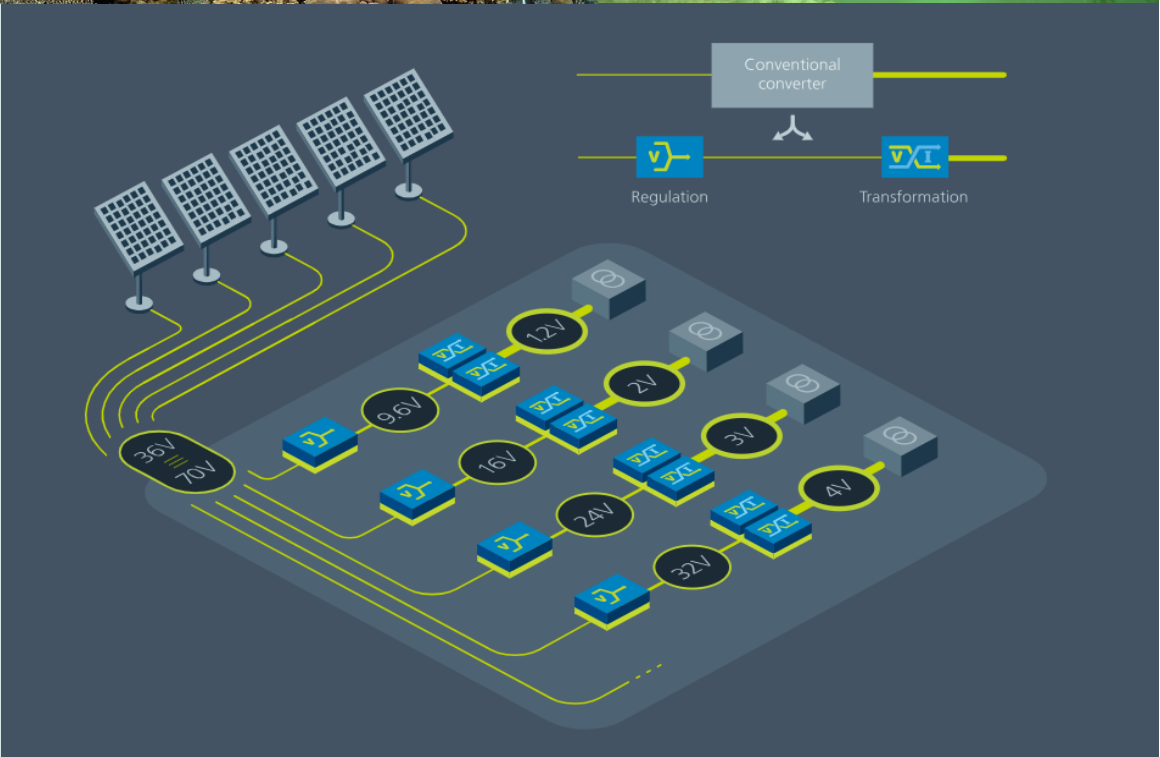 Conventional
converter
V
V I
Regulation
Transformation
1.2V
V I
V I
9.6V
V
2V
V I
V I
16V
V
3V
V I
V I
24V
V
4V
V I
V I
32V
V
36V
70V